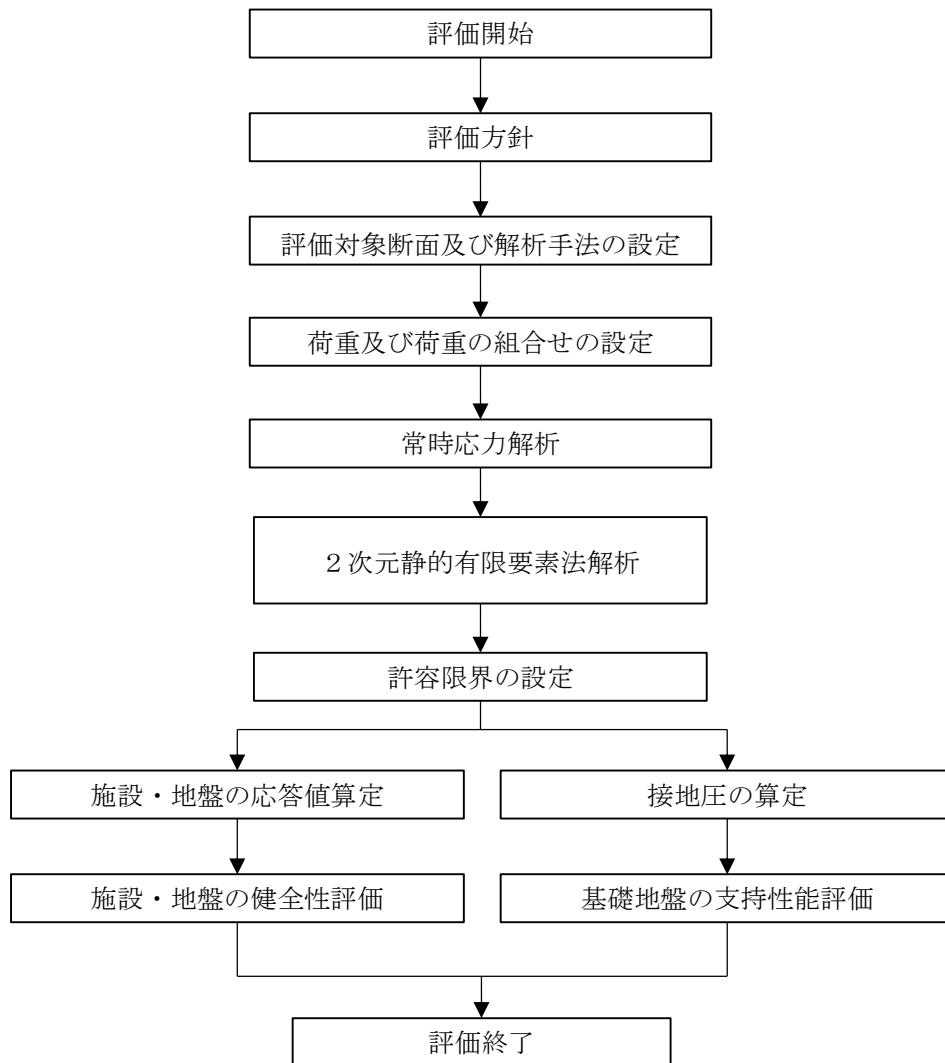 評価開始
評価方針
評価対象断面及び解析手法の設定
荷重及び荷重の組合せの設定
常時応力解析
２次元静的有限要素法解析
許容限界の設定
施設・地盤の応答値算定
接地圧の算定
施設・地盤の健全性評価
基礎地盤の支持性能評価
評価終了